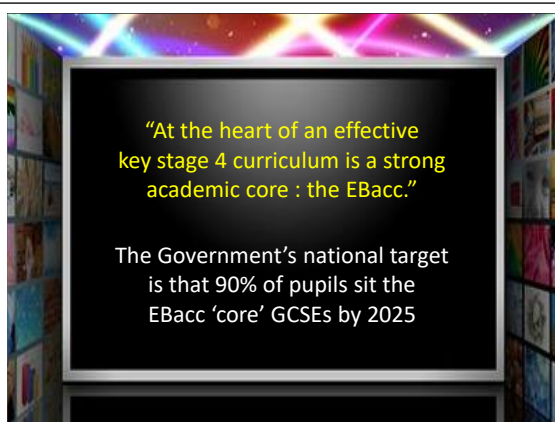 “At the heart of an effective
key stage 4 curriculum is a strong
academic core : the EBacc.”
The Government’s national target
is that 90% of pupils sit the
EBacc ‘core’ GCSEs by 2025